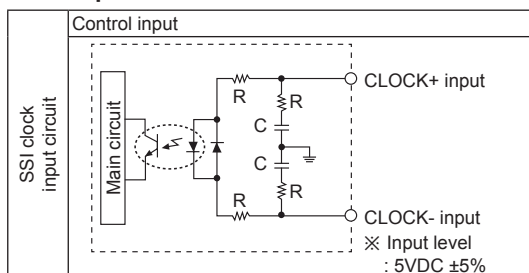 Control input
SSI clock
input circuit
Main circuit
R
CLOCK+ input
R
C
C
R
R
CLOCK- input
※ Input level
: 5VDC ±5%